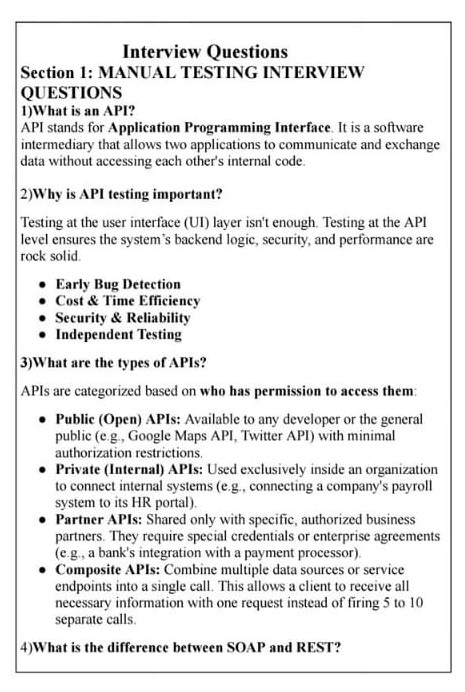 Interview Questions
Section 1: MANUAL TESTING INTERVIEW
QUESTIONS
1)What is an API?
API stands for Application Programming Interface. It is a software
intermediary that allows two applications to communicate and exchange
data without accessing each other's internal code.
2)Why is API testing important?
Testing at the user interface (UI) layer isn't enough. Testing at the API
level ensures the system’s backend logic, security, and performance are
rock solid.
● Early Bug Detection
● Cost & Time Efficiency
● Security & Reliability
● Independent Testing
3)What are the types of APIs?
APIs are categorized based on who has permission to access them:
● Public (Open) APIs: Available to any developer or the general
public (e.g., Google Maps API, Twitter API) with minimal
authorization restrictions.
● Private (Internal) APIs: Used exclusively inside an organization
to connect internal systems (e.g., connecting a company's payroll
system to its HR portal).
● Partner APIs: Shared only with specific, authorized business
partners. They require special credentials or enterprise agreements
(e.g., a bank's integration with a payment processor).
● Composite APIs: Combine multiple data sources or service
endpoints into a single call. This allows a client to receive all
necessary information with one request instead of firing 5 to 10
separate calls.
4)What is the difference between SOAP and REST?